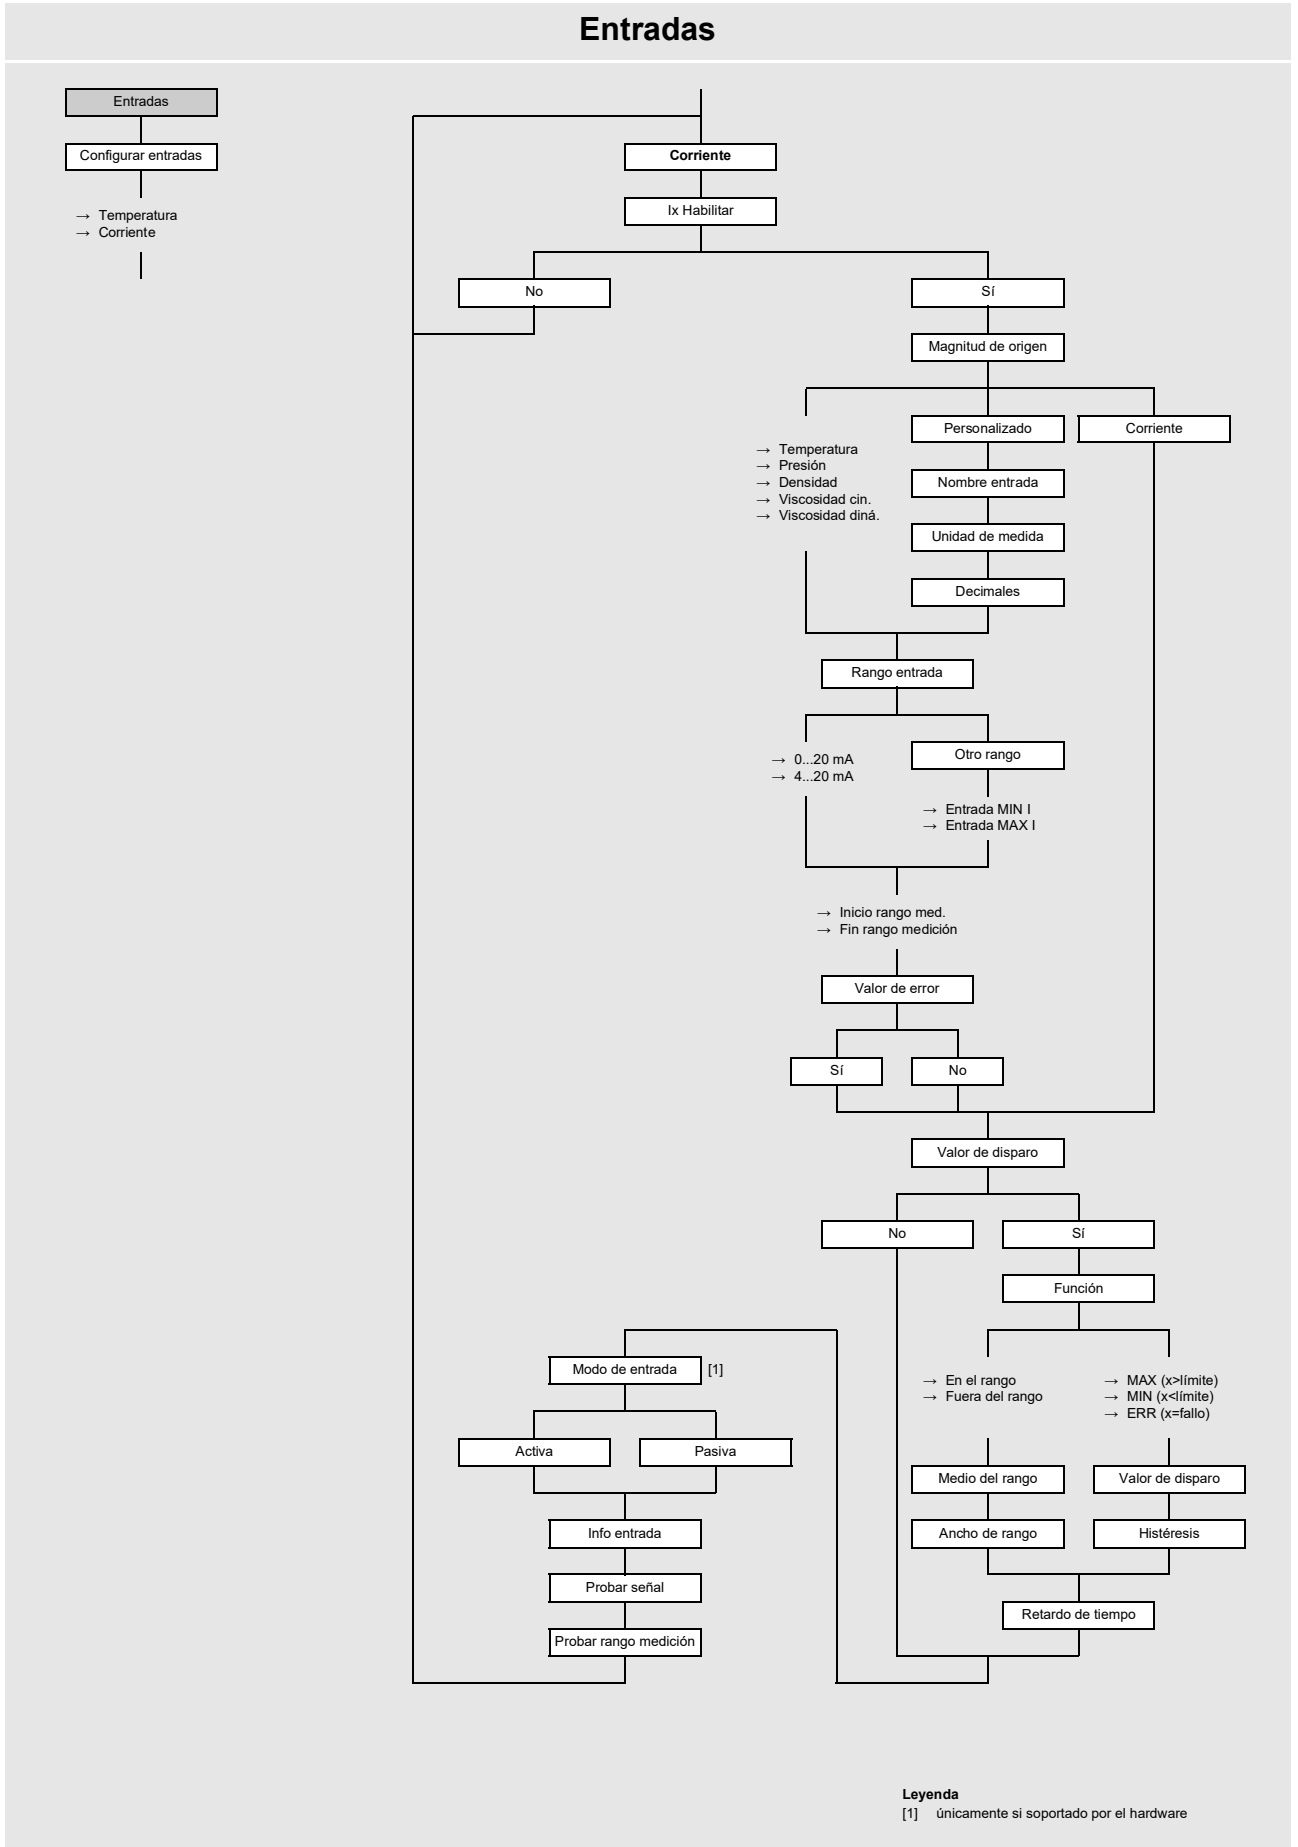 Entradas
Entradas
Configurar entradas
→ Temperatura
→ Corriente
Corriente
Ix Habilitar
No
Sí
Magnitud de origen
→ Temperatura
→ Presión
→ Densidad
→ Viscosidad cin.
→ Viscosidad diná.
Personalizado
Corriente
Nombre entrada
Unidad de medida
Decimales
Rango entrada
→ 0...20 mA
→ 4...20 mA
Otro rango
→ Entrada MIN I
→ Entrada MAX I
→ Inicio rango med.
→ Fin rango medición
Valor de error
Sí
No
Valor de disparo
No
Sí
Función
→ En el rango
→ Fuera del rango
→ MAX (x>límite)
→ MIN (x<límite)
→ ERR (x=fallo)
Medio del rango
Valor de disparo
Ancho de rango
Histéresis
Retardo de tiempo
Modo de entrada [1]
Activa
Pasiva
Info entrada
Probar señal
Probar rango medición
Leyenda
[1] únicamente si soportado por el hardware